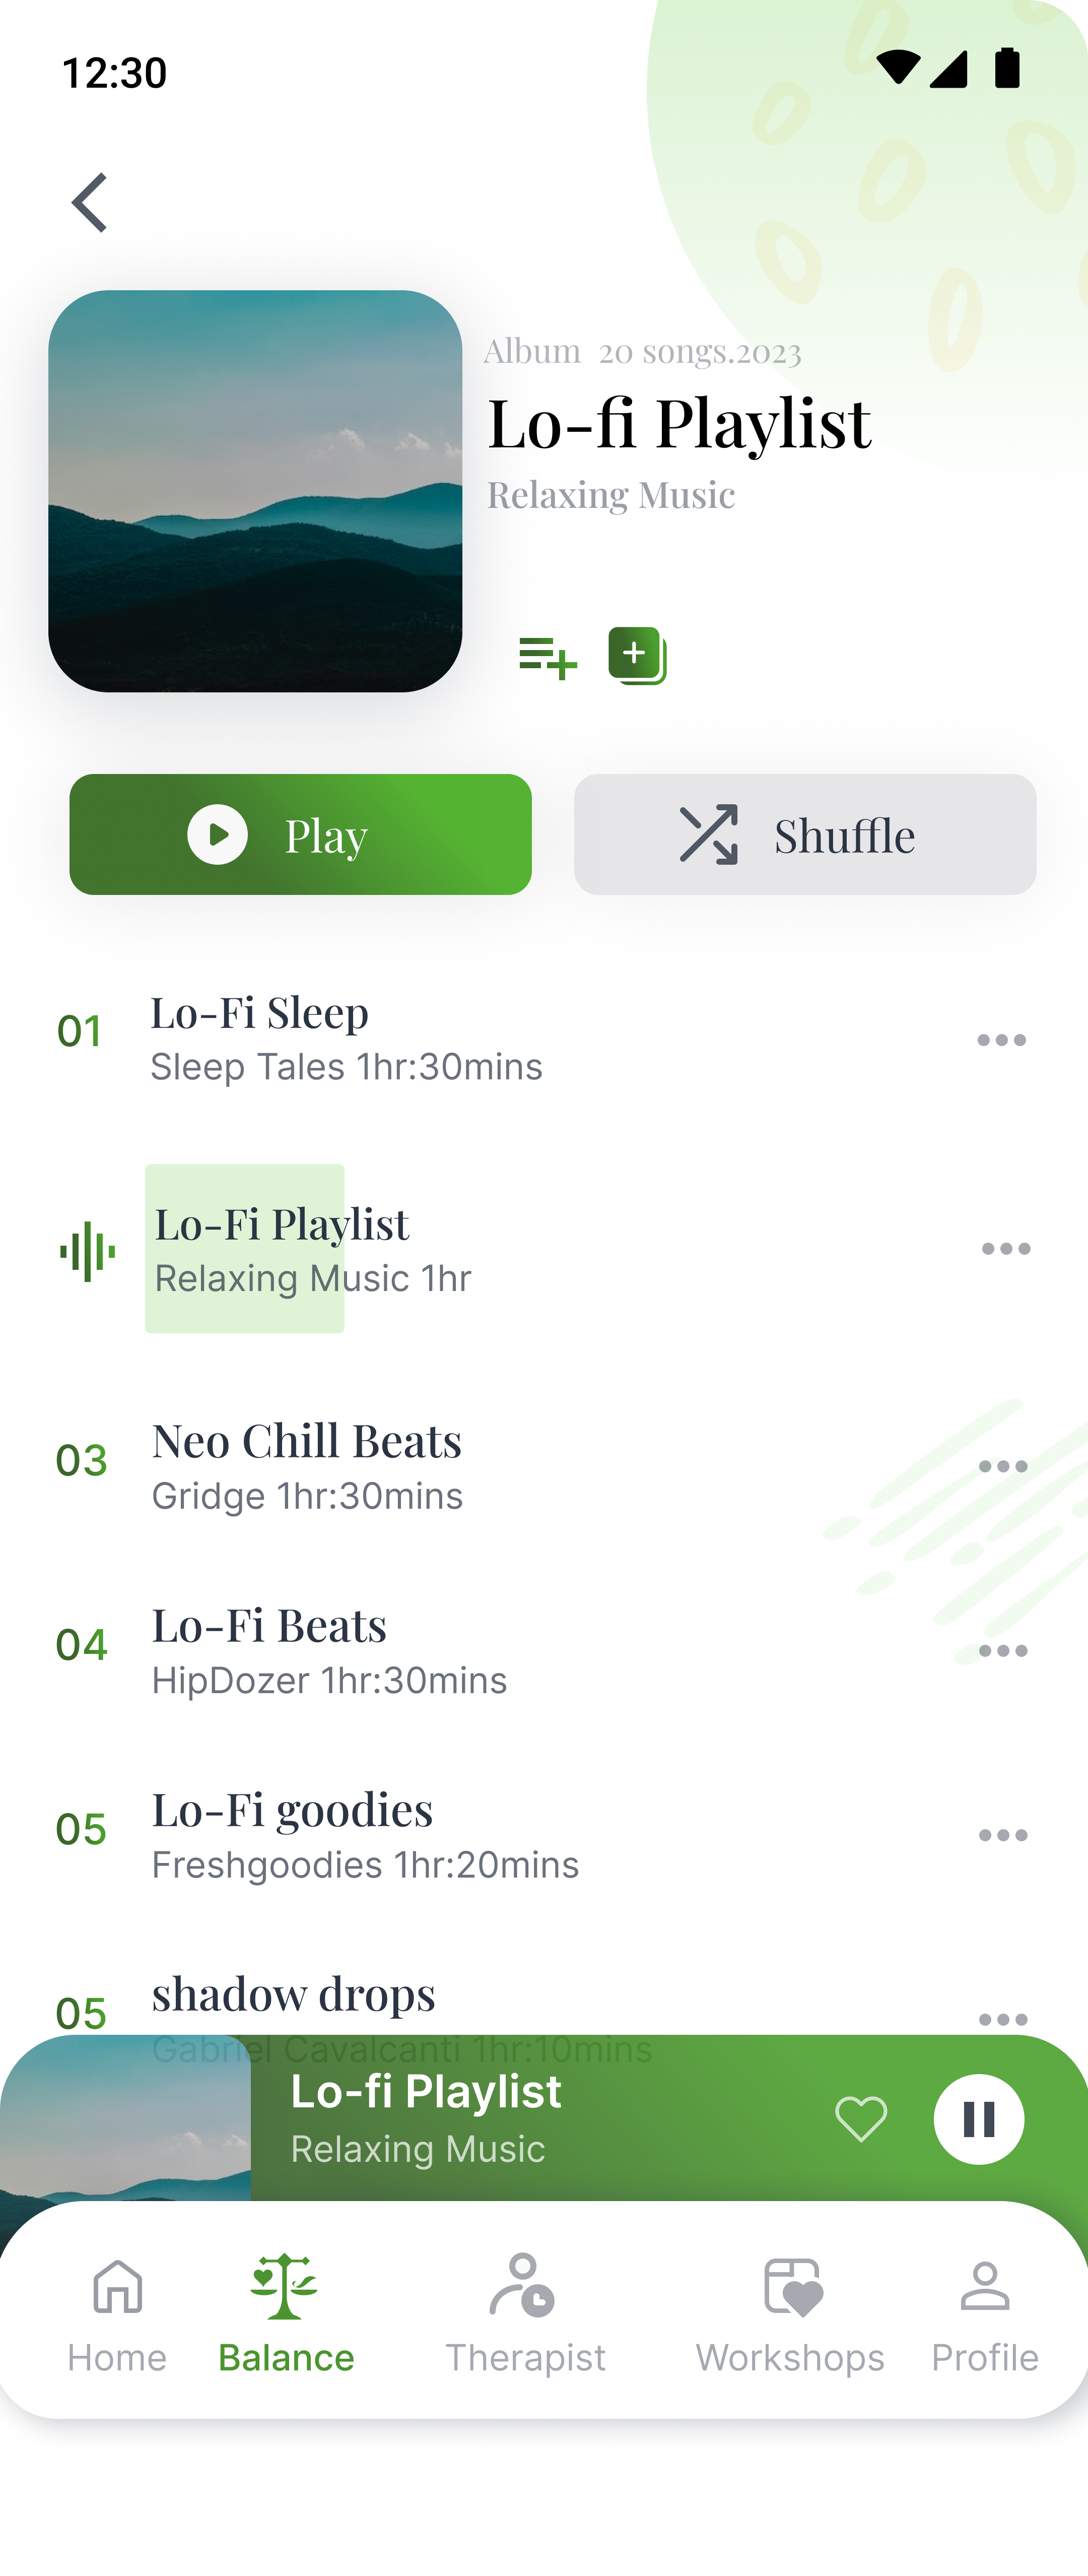 12:30
Album 20 songs.2023
Lo-fi Playlist
Relaxing Music
Play
Shuffle
01
Lo-Fi Sleep
Sleep Tales 1hr:30mins
Lo-Fi Playlist
Relaxing Music 1hr
03
Neo Chill Beats
Gridge 1hr:30mins
04
Lo-Fi Beats
HipDozer 1hr:30mins
05
Lo-Fi goodies
Freshgoodies 1hr:20mins
05
shadow drops
Gabriel Cavalcanti 1hr:10mins
Lo-fi Playlist
Relaxing Music
Home
Balance
Therapist
Workshops
Profile